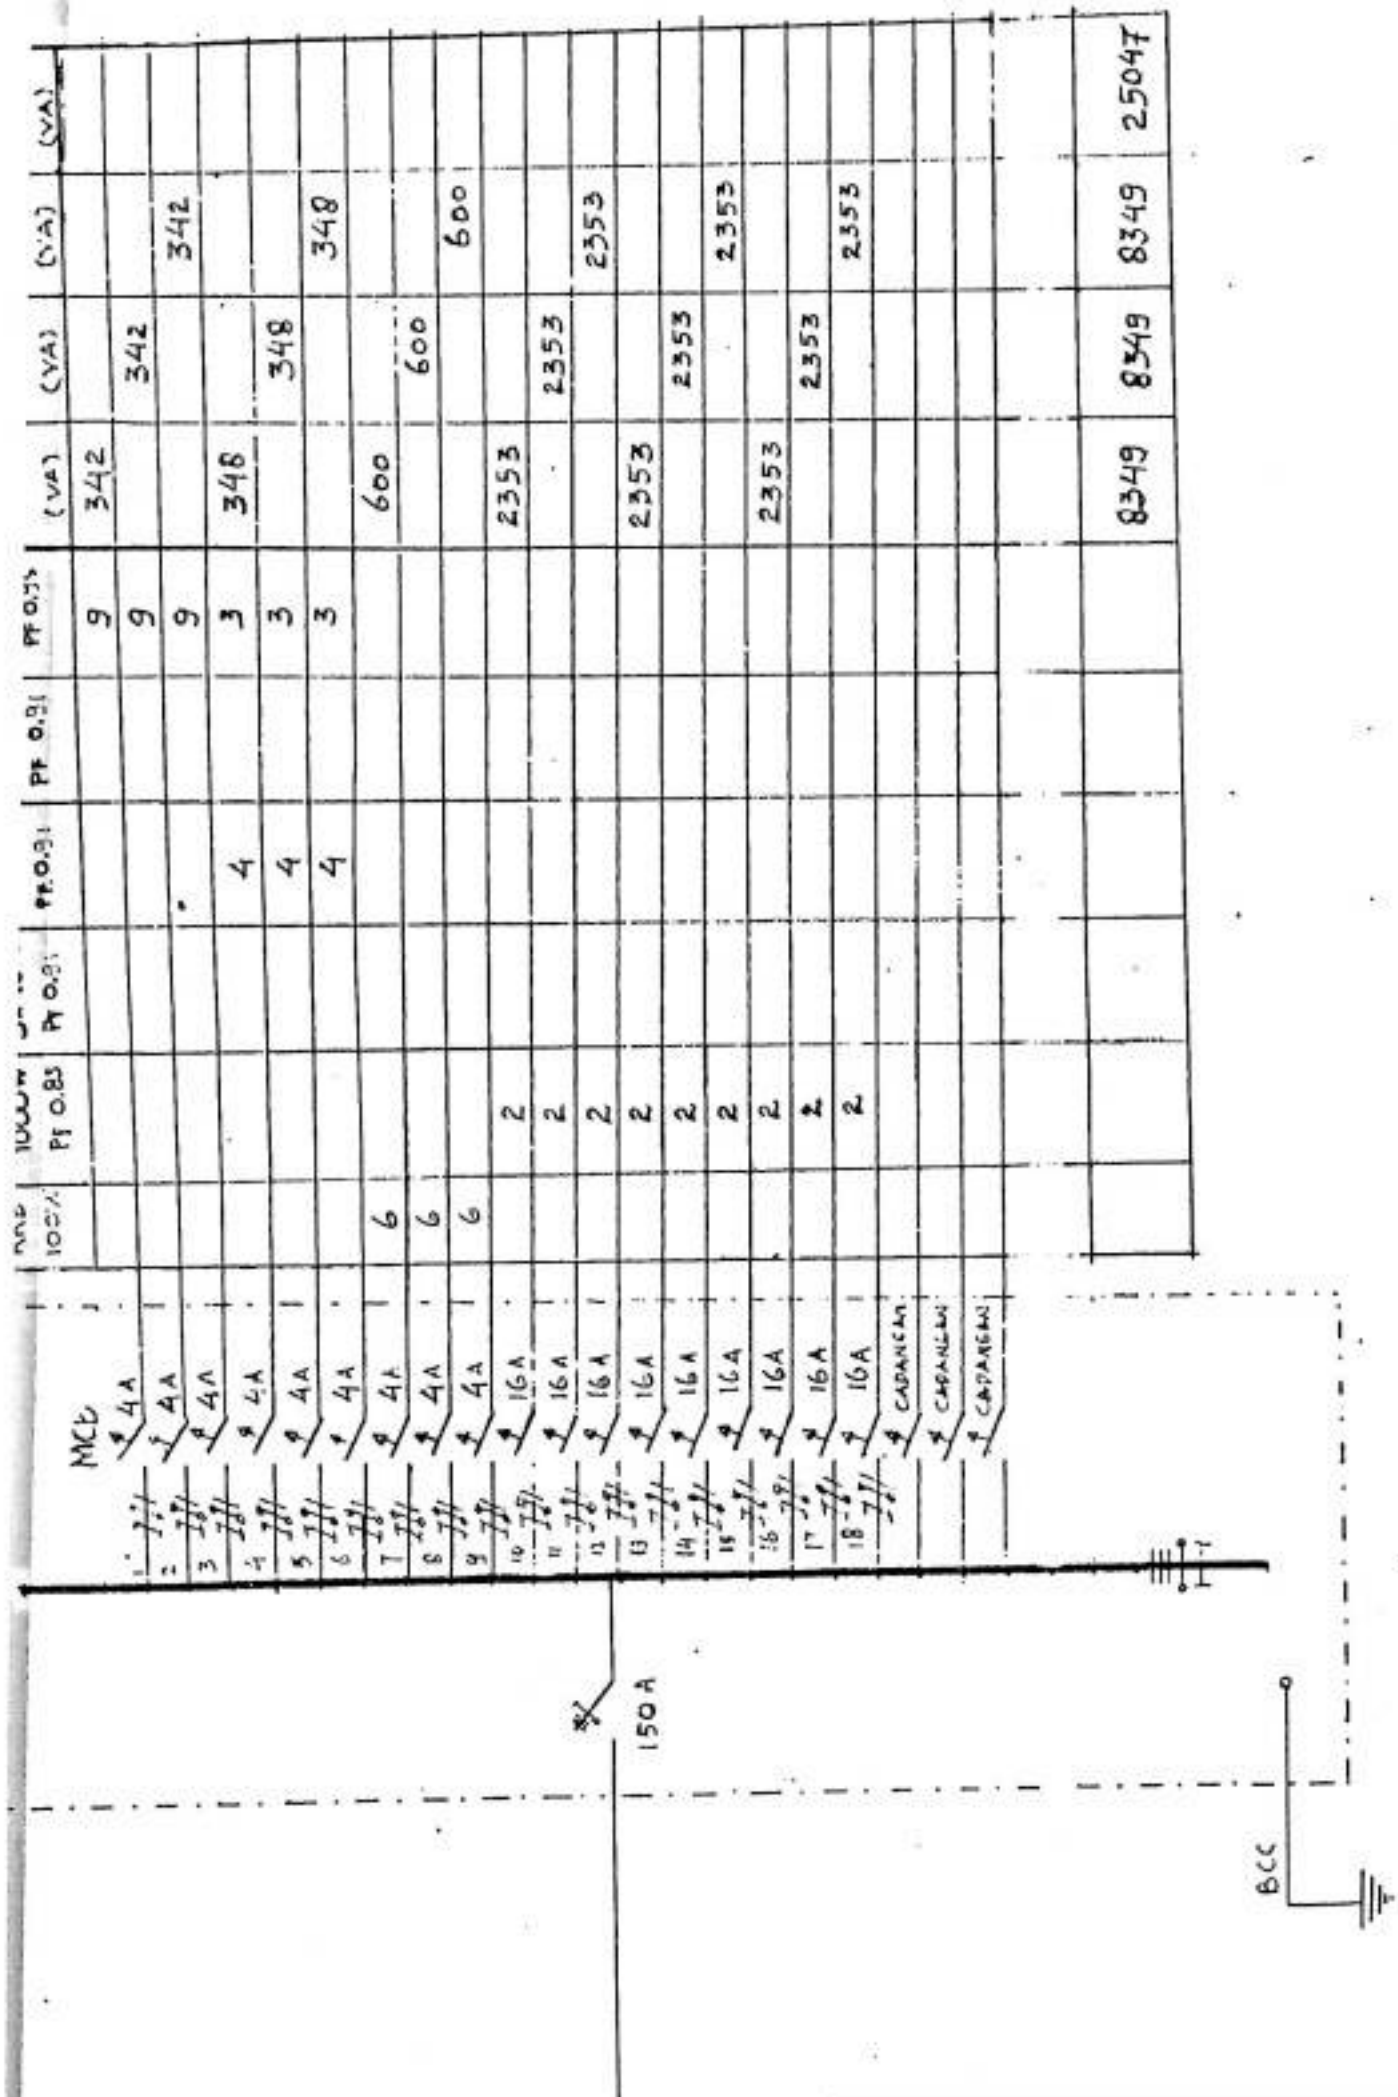 100% PF 0.85 PF 0.91 PF 0.91 PF 0.91 (VA) (VA) (VA) (VA)
MCB
1 4A 9 342
2 4A 9 342
3 4A 9 342
4 4A 4 3 348
5 4A 4 3 348
6 4A 4 3 348
7 4A 6 600
8 4A 6 600
9 4A 6 600
10 16A 2 2353
11 16A 2 2353
12 16A 2 2353
13 16A 2 2353
14 16A 2 2353
15 16A 2 2353
16 16A 2 2353
17 16A 2 2353
18 16A 2 2353
CADANGAN
CADANGAN
CADANGAN
8349 8349 8349 25047
150A
BCC